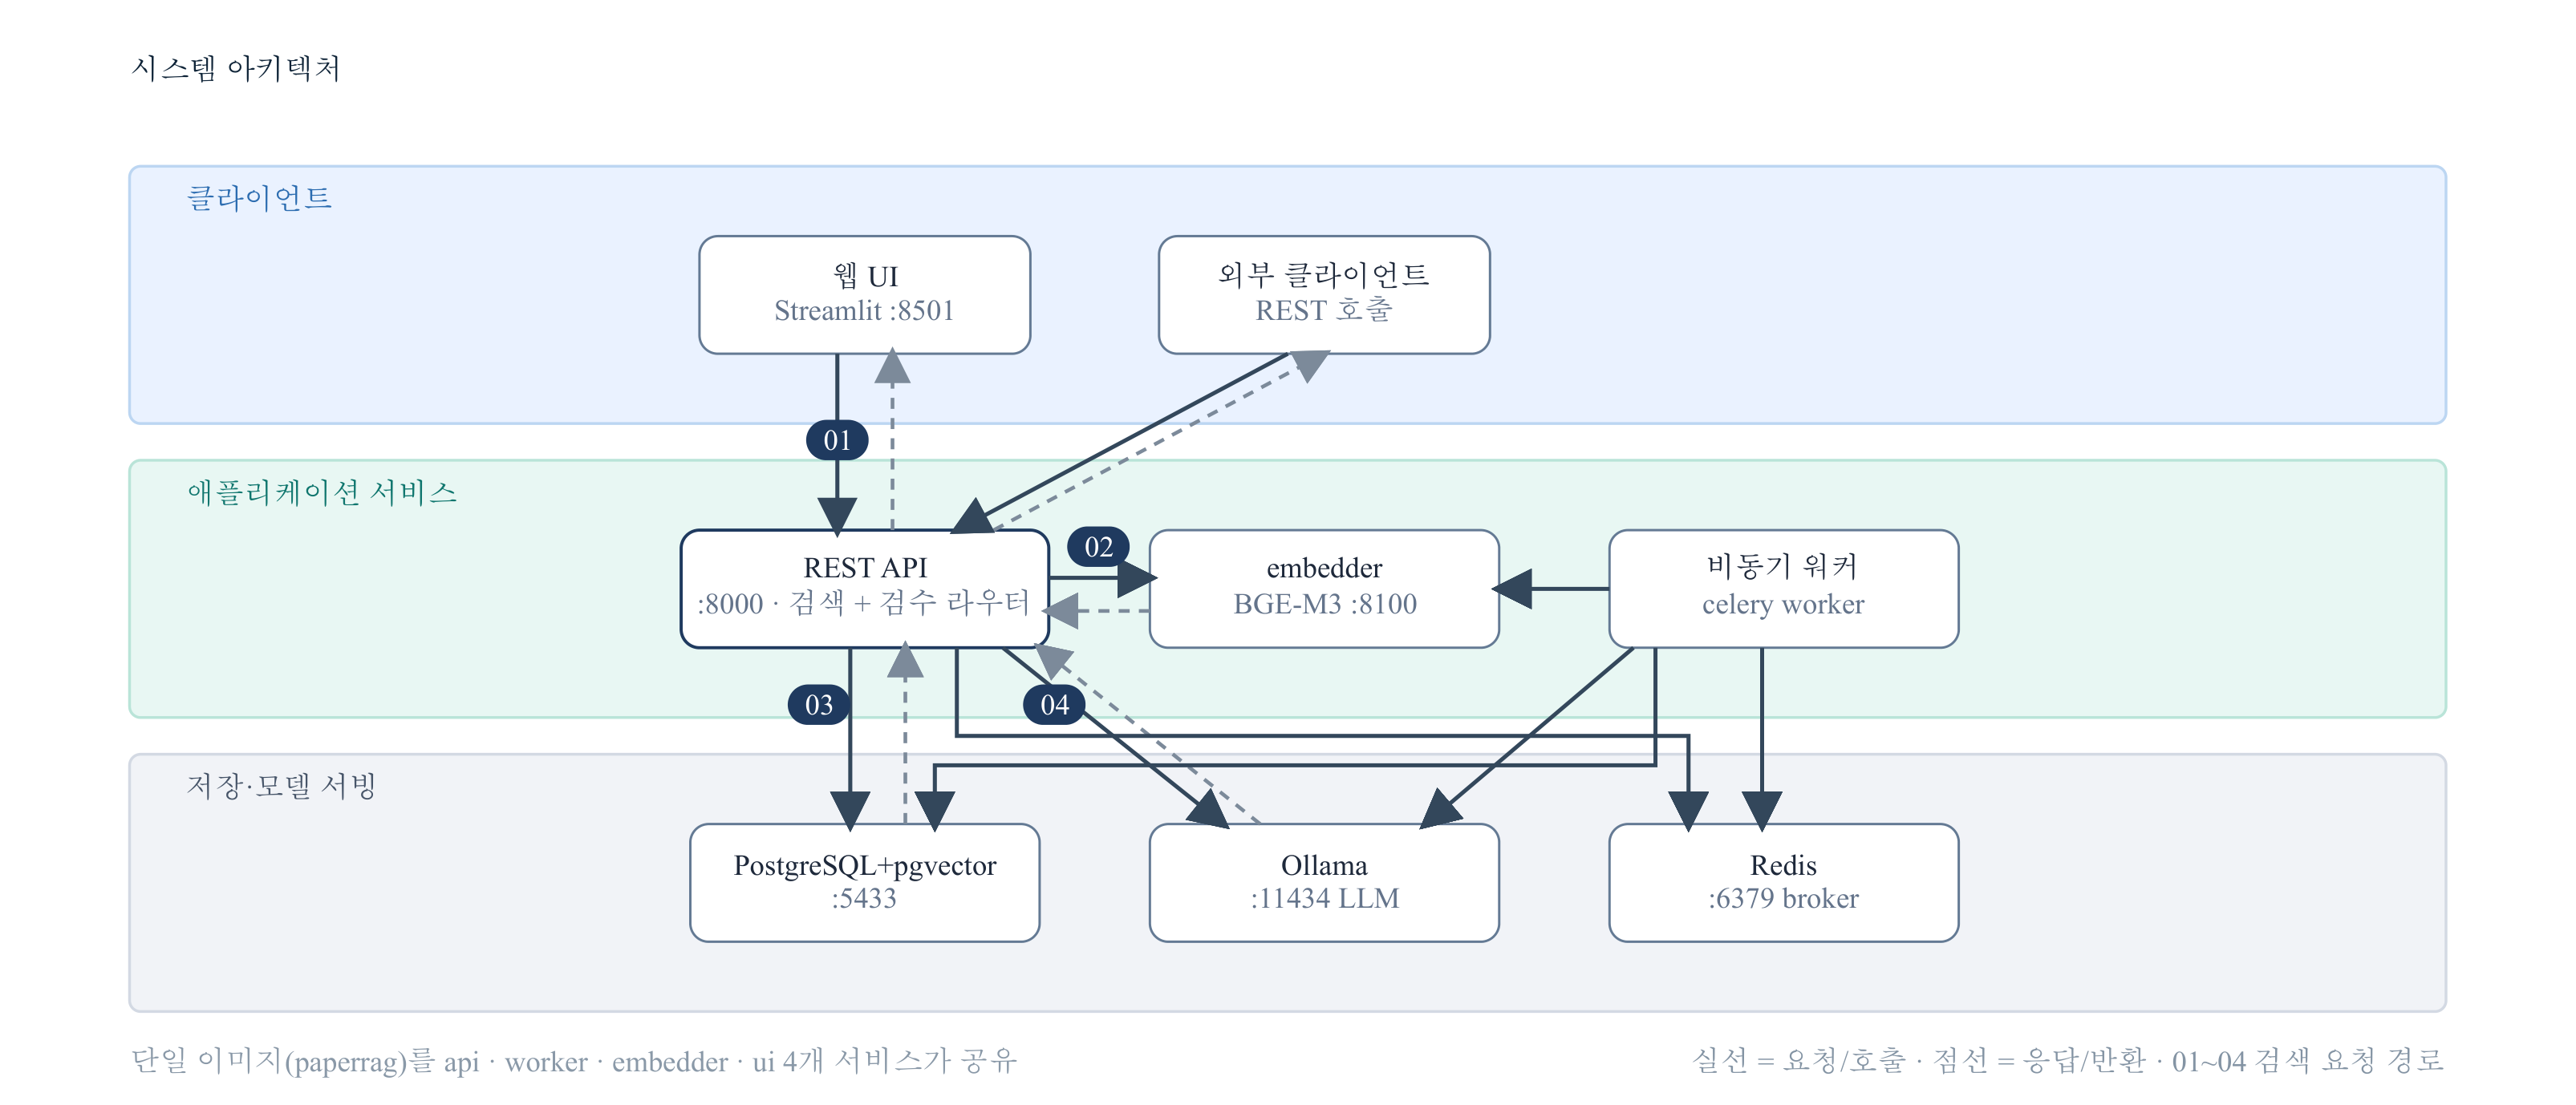 시스템 아키텍처
클라이언트
웹 UI
Streamlit :8501
외부 클라이언트
REST 호출
01
애플리케이션 서비스
REST API
:8000 · 검색 + 검수 라우터
02
embedder
BGE-M3 :8100
비동기 워커
celery worker
03
04
저장·모델 서빙
PostgreSQL+pgvector
:5433
Ollama
:11434 LLM
Redis
:6379 broker
단일 이미지(paperrag)를 api · worker · embedder · ui 4개 서비스가 공유
실선 = 요청/호출 · 점선 = 응답/반환 · 01~04 검색 요청 경로